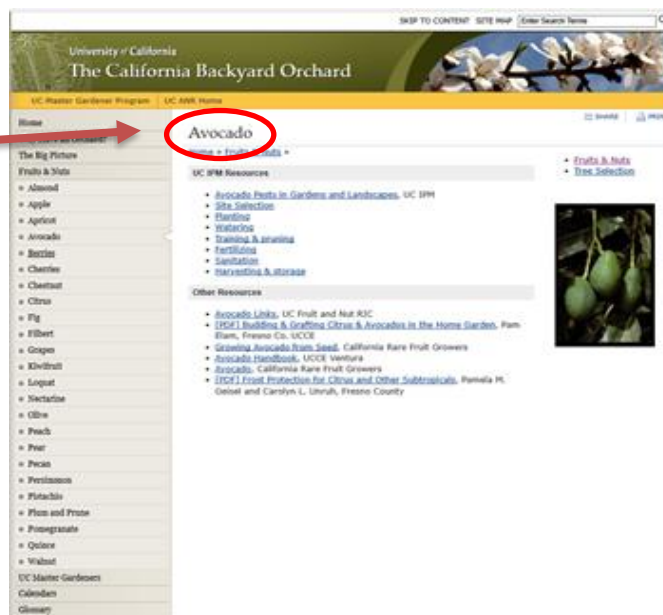 SKIP TO CONTENT SITE MAP Enter Search Terms
University of California
The California Backyard Orchard
UC Master Gardener Program | UC ANR Home
SHARE
Home
The Big Picture
Fruits & Nuts
» Almond
» Apple
» Apricot
» Avocado
» Berries
» Cherries
» Chestnut
» Citrus
» Fig
» Filbert
» Grapes
» Kiwifruit
» Loquat
» Nectarine
» Olive
» Peach
» Pear
» Pecan
» Persimmon
» Pistachio
» Plum and Prune
» Pomegranate
» Quince
» Walnut
UC Master Gardeners
Calendars
Glossary
Avocado
Home » Fruits & Nuts »
UC IPM Resources
• Avocado Pests in Gardens and Landscapes, UC IPM
• Site Selection
• Planting
• Watering
• Training & pruning
• Fertilizing
• Sanitation
• Harvesting & storage
Other Resources
• Avocado Links, UC Fruit and Nut RIC
• [PDF] Budding & Grafting Citrus & Avocados in the Home Garden, Pam
Elam, Fresno Co. UCCE
• Growing Avocado from Seed, California Rare Fruit Growers
• Avocado Handbook, UCCE Ventura
• Avocado, California Rare Fruit Growers
• [PDF] Frost Protection for Citrus and Other Subtropicals, Pamela M.
Geisel and Carolyn L. Unruh, Fresno County
• Fruits & Nuts
• Tree Selection